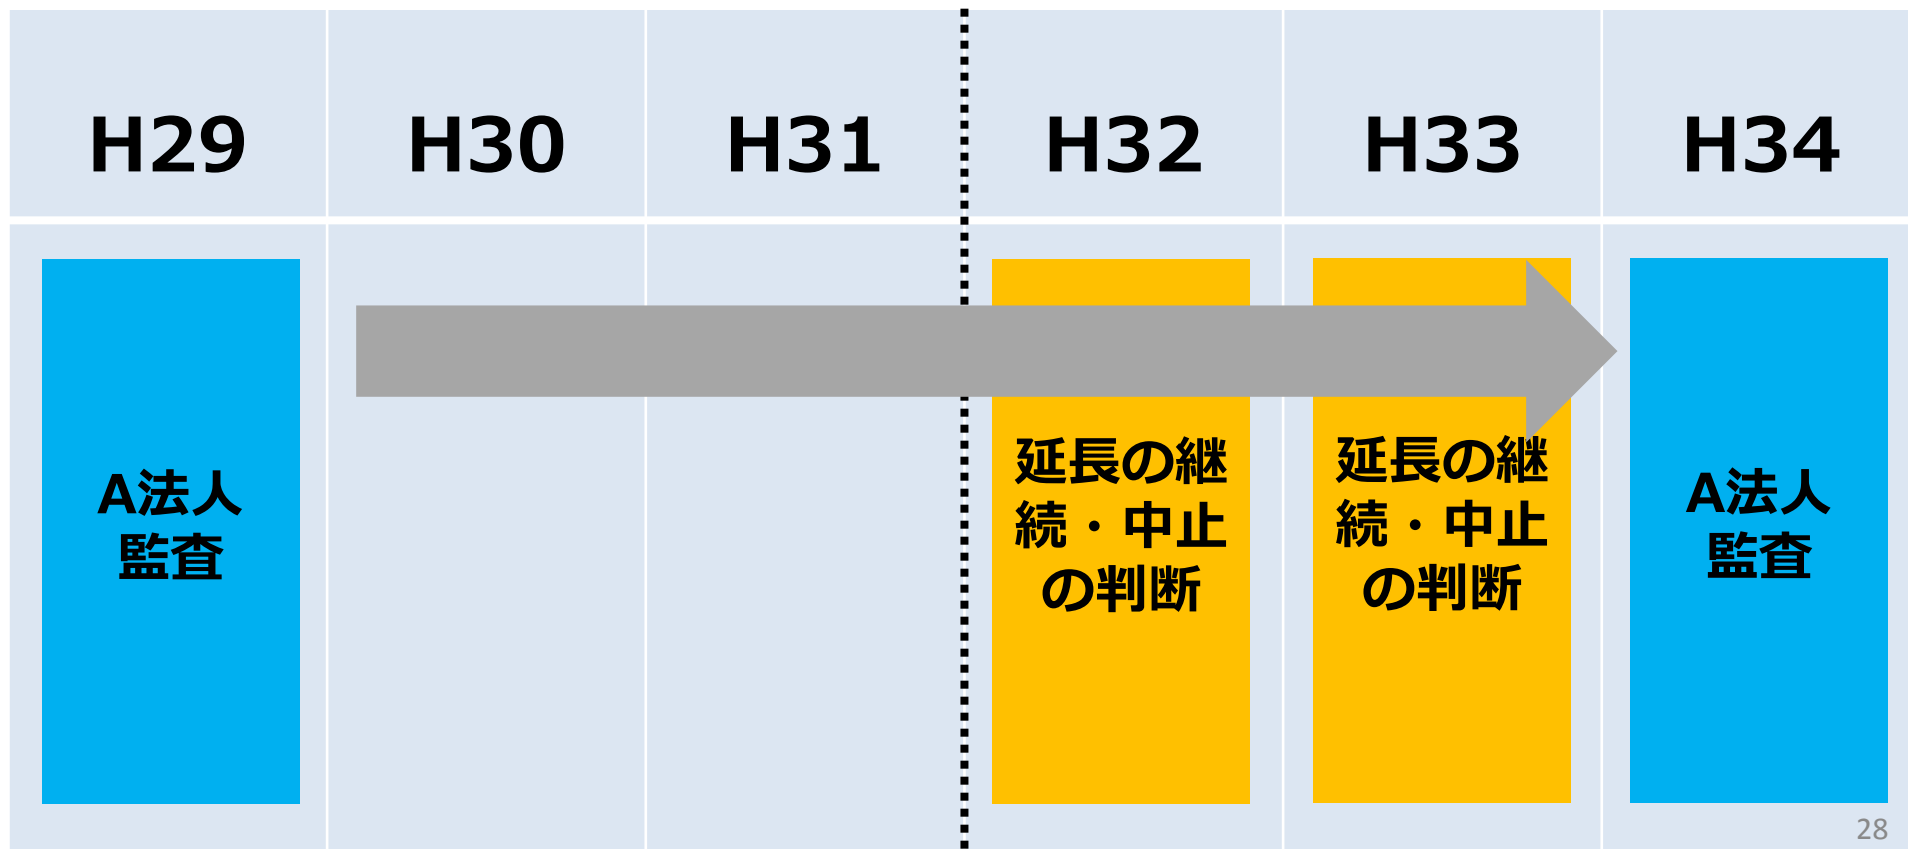 H29
H30
H31
H32
H33
H34
A法人
監査
延長の継
続・中止
の判断
延長の継
続・中止
の判断
A法人
監査
28